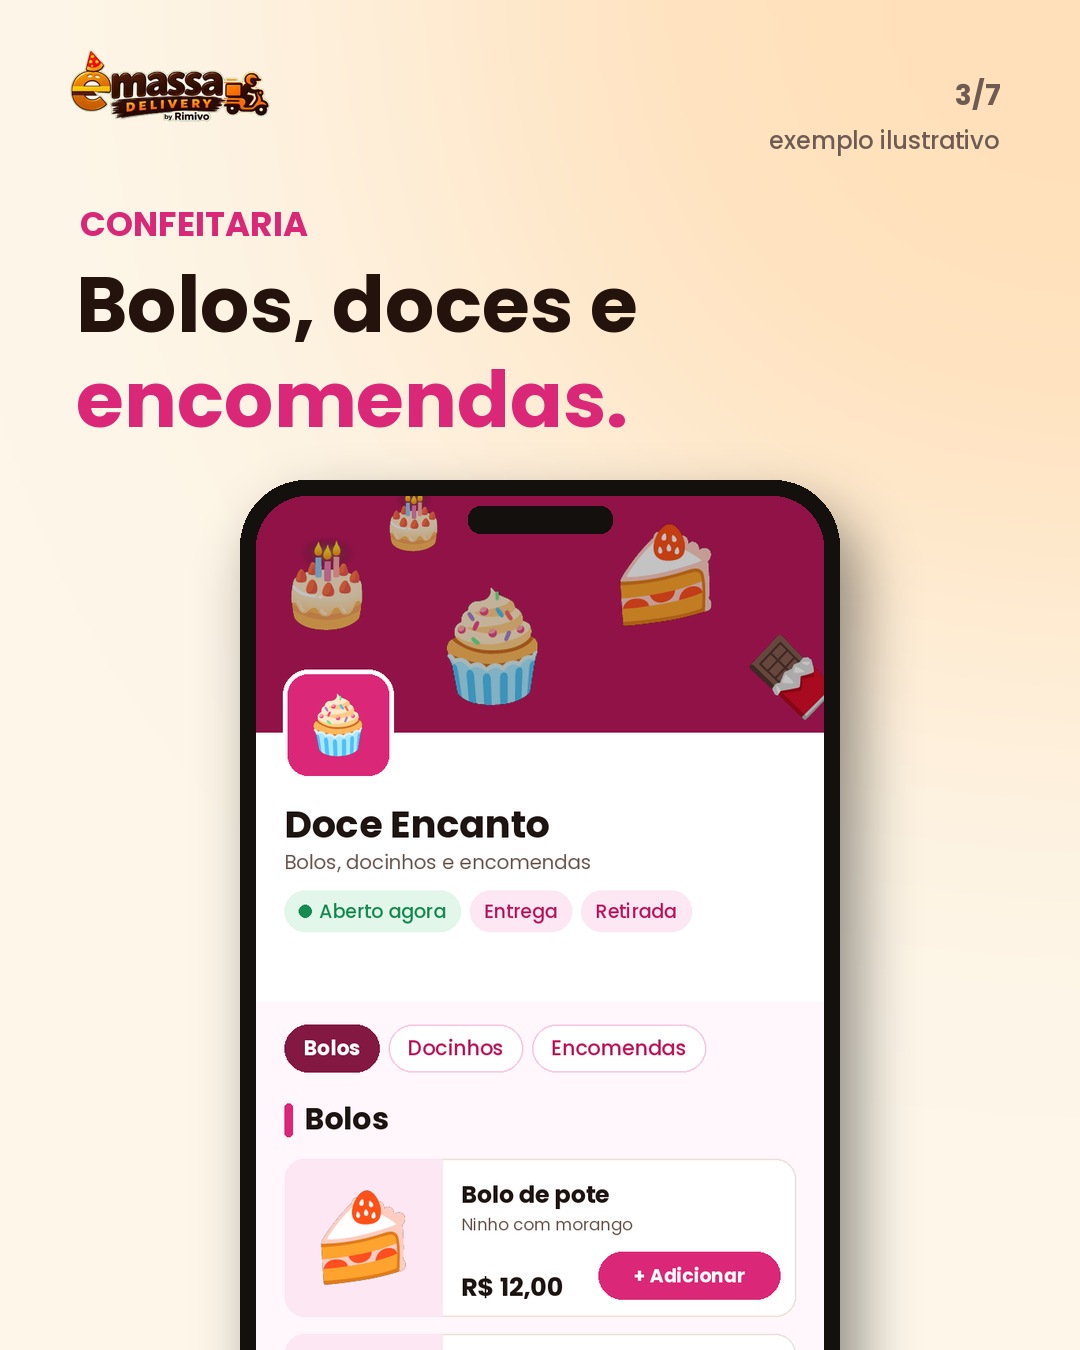 êmassa
DELIVERY
by Rimivo
3/7
exemplo ilustrativo
CONFEITARIA
Bolos, doces e
encomendas.
Doce Encanto
Bolos, docinhos e encomendas
Aberto agora
Entrega
Retirada
Bolos
Docinhos
Encomendas
Bolos
Bolo de pote
Ninho com morango
R$ 12,00
+ Adicionar